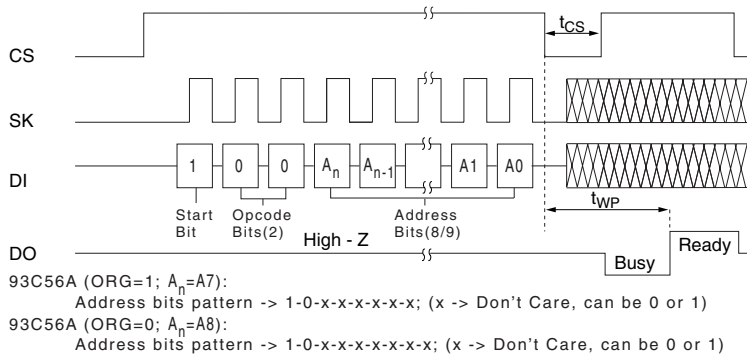 CS
tCS
SK
DI
1 0 0 An An-1 A1 A0
tWP
Start Bit
Opcode Bits(2)
Address Bits(8/9)
DO
High - Z
Busy
Ready
93C56A (ORG=1; An=A7):
Address bits pattern -> 1-0-x-x-x-x-x-x; (x -> Don't Care, can be 0 or 1)
93C56A (ORG=0; An=A8):
Address bits pattern -> 1-0-x-x-x-x-x-x-x; (x -> Don't Care, can be 0 or 1)